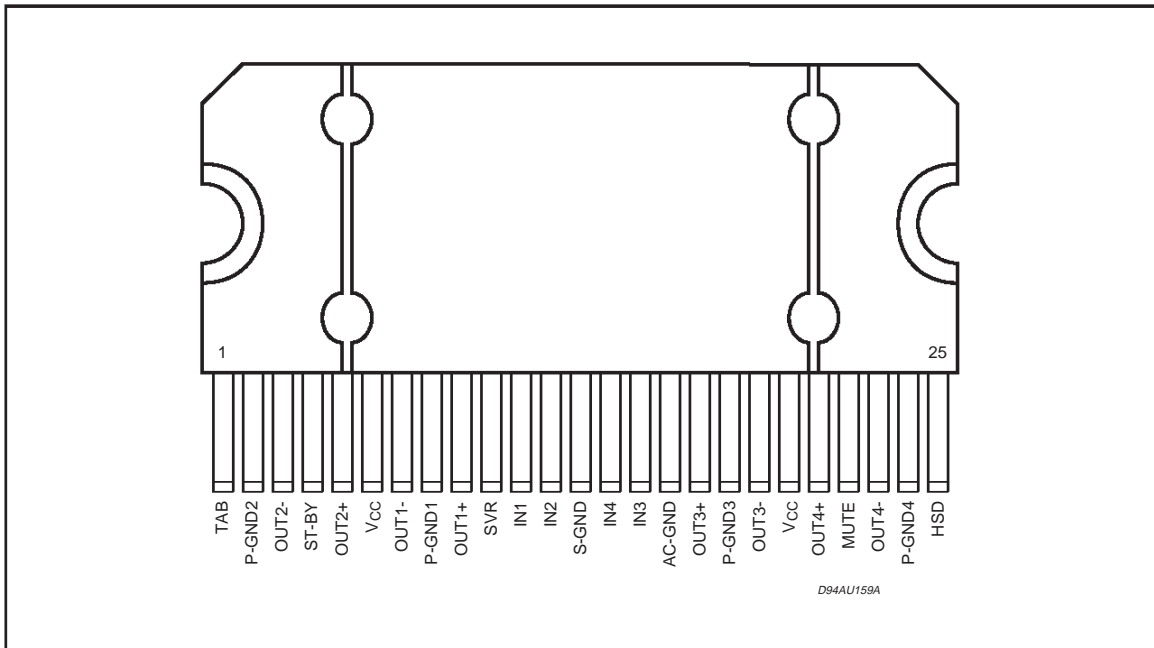 1
25
TAB
P-GND2
OUT2-
ST-BY
OUT2+
VCC
OUT1-
P-GND1
OUT1+
SVR
IN1
IN2
S-GND
IN4
IN3
AC-GND
OUT3+
P-GND3
OUT3-
VCC
OUT4+
MUTE
OUT4-
P-GND4
HSD
D94AU159A